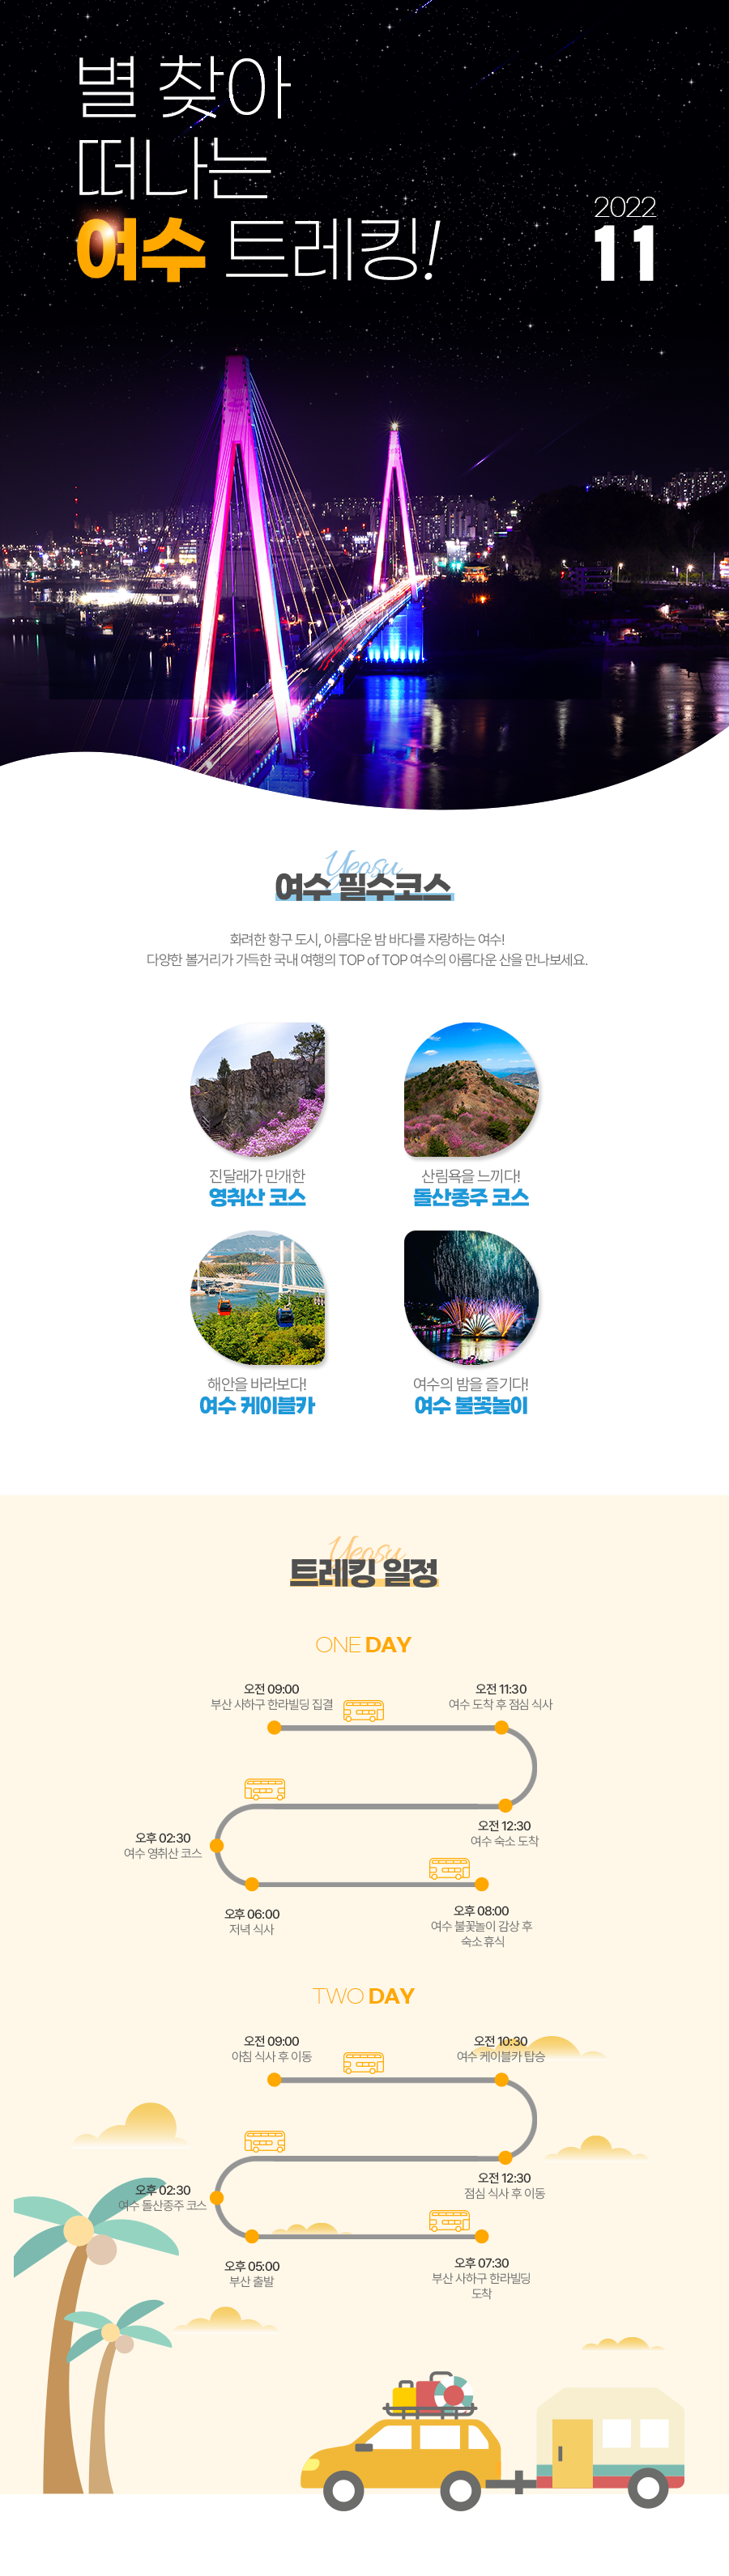 별 찾아
떠나는
여수 트레킹!
2022
11
Yeosu
여수 필수코스
화려한 항구 도시, 아름다운 밤 바다를 자랑하는 여수!
다양한 볼거리가 가득한 국내 여행의 TOP of TOP 여수의 아름다운 산을 만나보세요.
진달래가 만개한
영취산 코스
산림욕을 느끼다!
돌산종주 코스
해안을 바라보다!
여수 케이블카
여수의 밤을 즐기다!
여수 불꽃놀이
Yeosu
트레킹 일정
ONE DAY
오전 09:00
부산 사하구 한라빌딩 집결
오전 11:30
여수 도착 후 점심 식사
오전 12:30
여수 숙소 도착
오후 02:30
여수 영취산 코스
오후 06:00
저녁 식사
오후 08:00
여수 불꽃놀이 감상 후
숙소 휴식
TWO DAY
오전 09:00
아침 식사 후 이동
오전 10:30
여수 케이블카 탑승
오전 12:30
점심 식사 후 이동
오후 02:30
여수 돌산종주 코스
오후 05:00
부산 출발
오후 07:30
부산 사하구 한라빌딩
도착